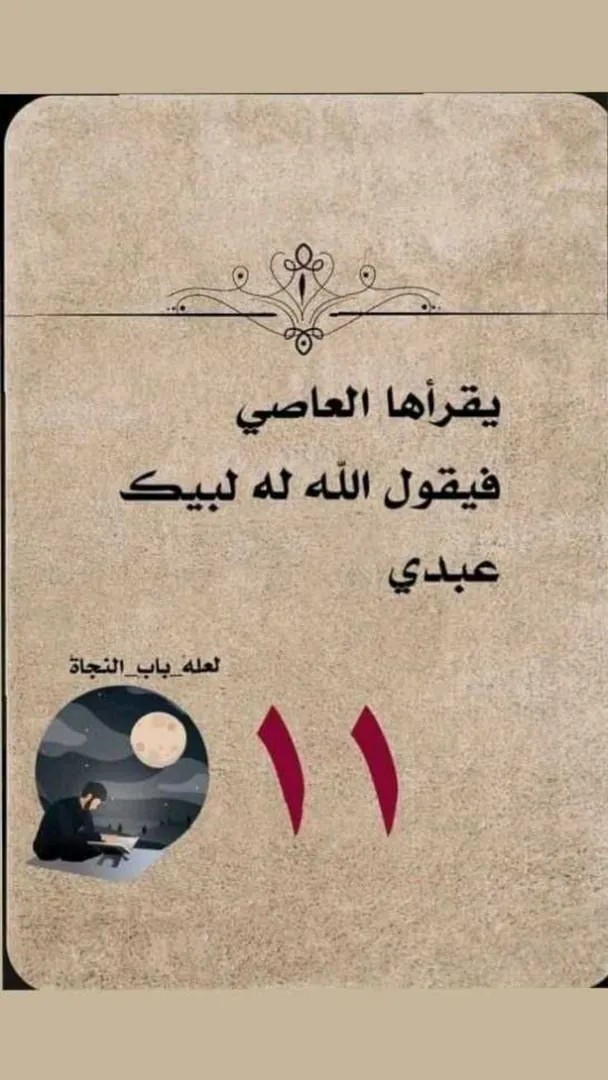 يقرأها العاصي
فيقول الله له لبيك
عبدي
لعله_باب_النجاة
١١